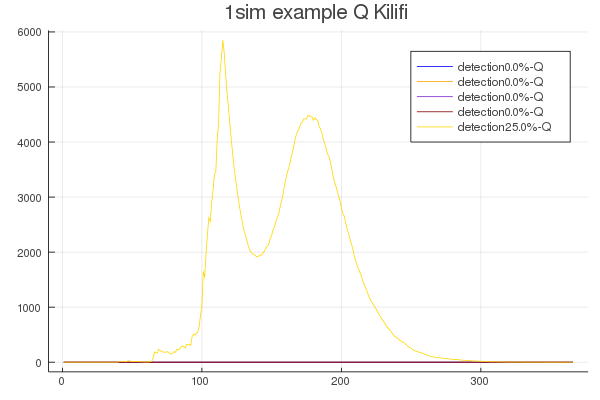 1sim example Q Kilifi
6000
5000
4000
3000
2000
1000
0
0 100 200 300
detection0.0%-Q
detection0.0%-Q
detection0.0%-Q
detection0.0%-Q
detection25.0%-Q